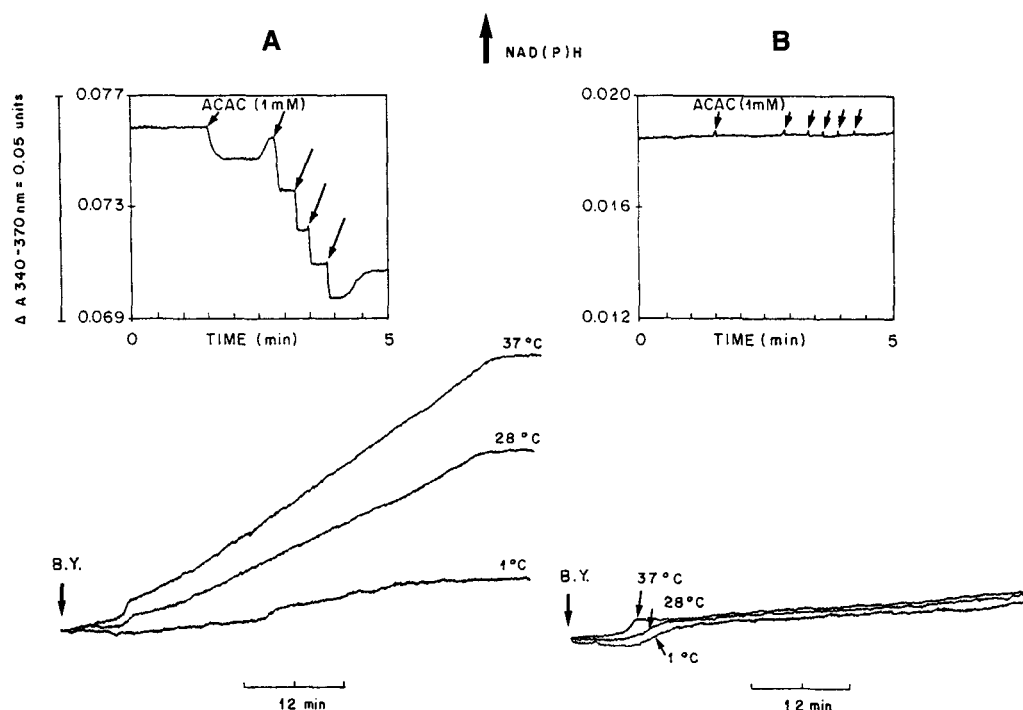 A
B
NAD(P)H
Δ A 340-370nm = 0.05 units
0.077
0.073
0.069
ACAC (1mM)
0
TIME (min)
5
0.020
0.016
0.012
ACAC (1mM)
0
TIME (min)
5
37°C
28°C
1°C
B.Y.
12 min
B.Y.
37°C
28°C
1°C
12 min